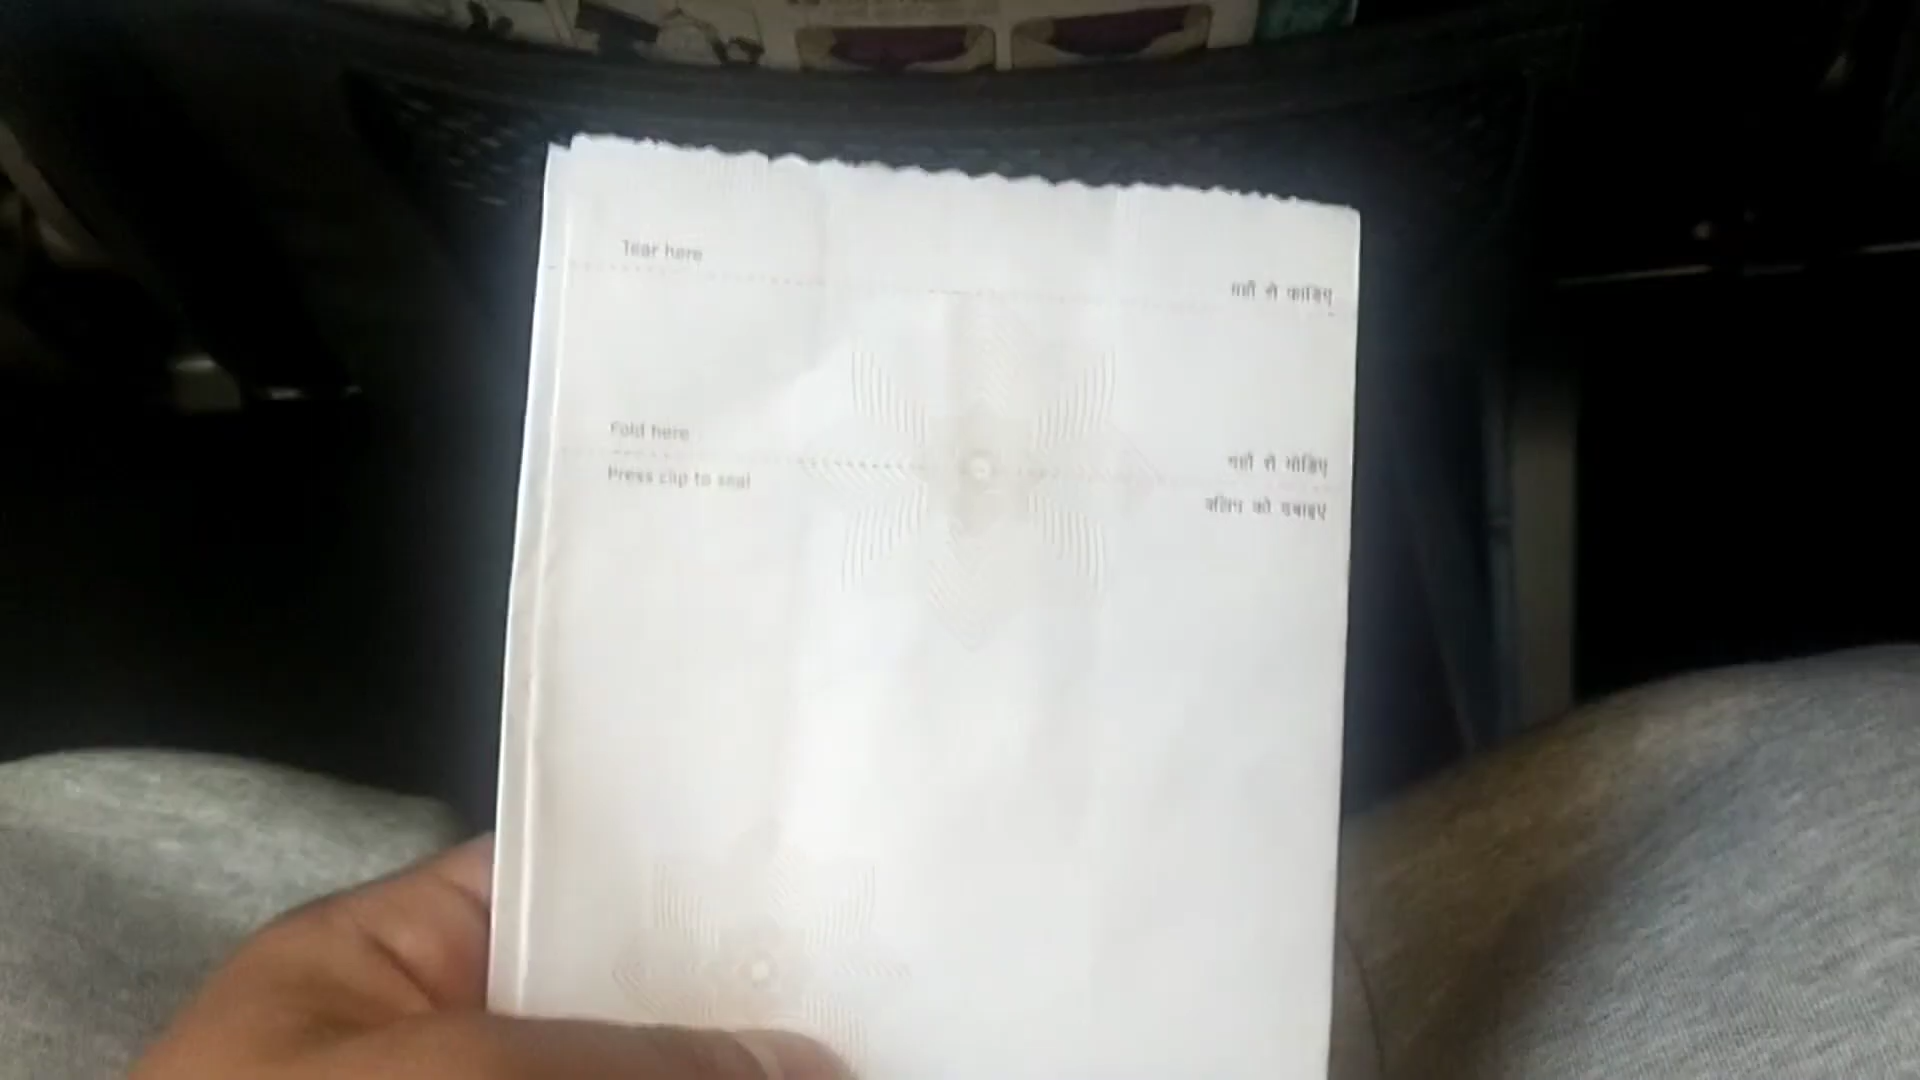 Tear here
यहाँ से फाड़िए
Fold here
यहाँ से मोड़िए
Press clip to seal
क्लिप को दबाइए